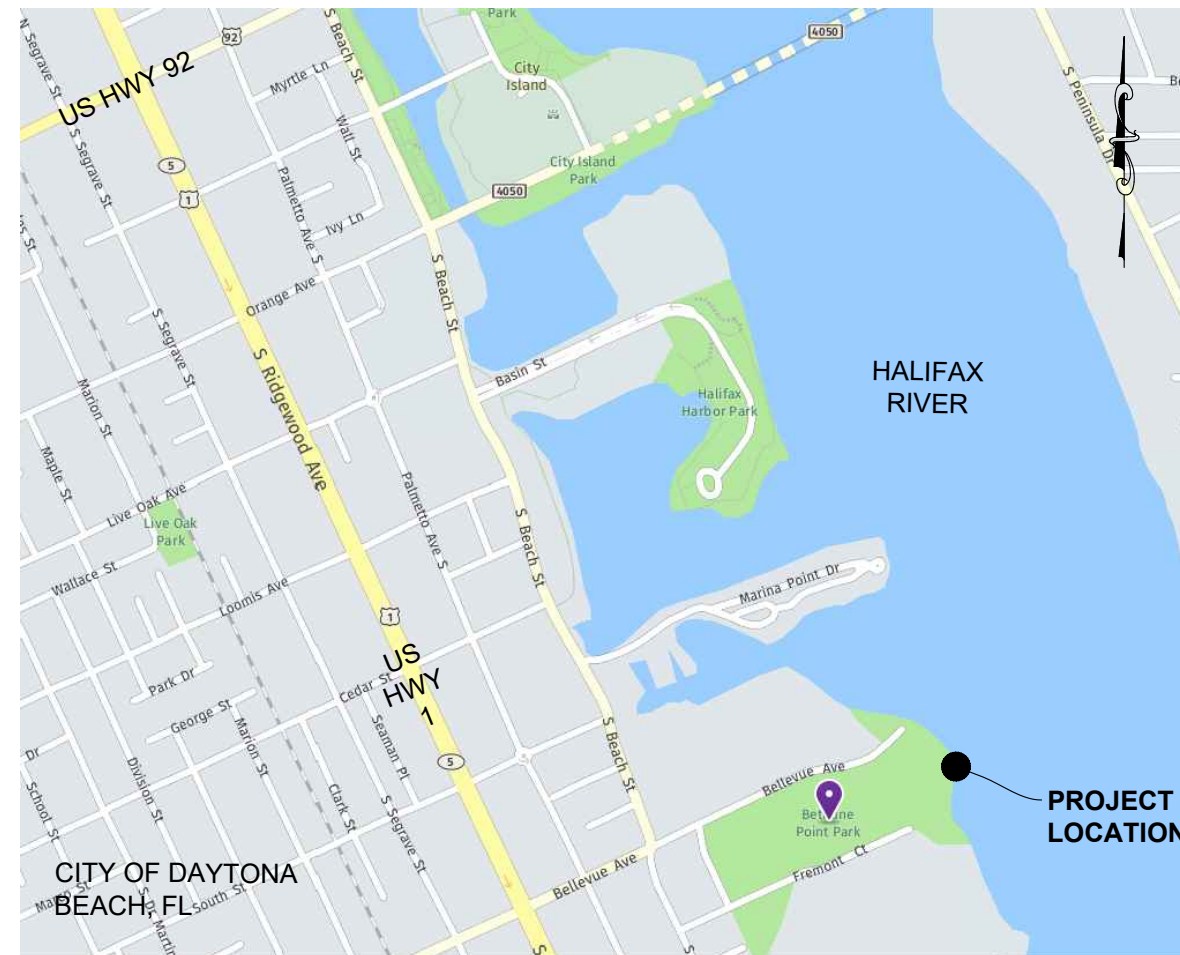 Park
N Segrave St
92
S Beach St
4050
US HWY 92
Myrtle Ln
City
Island
S Peninsula Dr
S Segrave St
Wall St
5
City Island
Park
1
4050
Palmetto Ave S
Ivy Ln
S Beach St
Orange Ave
S Segrave St
S Ridgewood Ave
Basin St
HALIFAX
RIVER
Halifax
Harbor Park
Marion St
Maple St
Palmetto Ave S
Live Oak Ave
Live Oak
Park
S Beach St
Wallace St
Loomis Ave
Marina Point Dr
1
US
HWY
1
Park Dr
Cedar St
George St
Marion St
Seaman Pl
S Beach St
Dr
5
Division St
School St
Clark St
S Segrave St
Bellevue Ave
Point Park
PROJECT
LOCATION
CITY OF DAYTONA
BEACH, FL
South St
Bellevue Ave
Fremont Ct
S
S